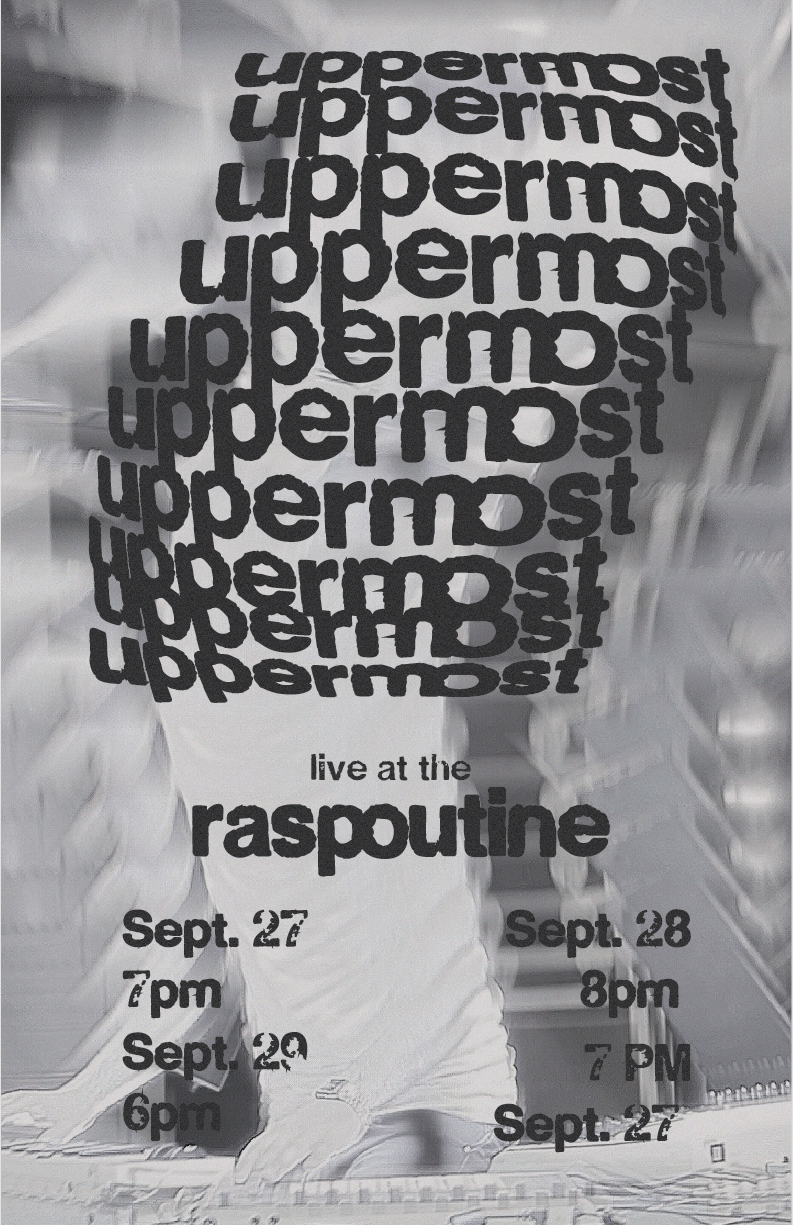 uppermost
uppermost
uppermost
uppermost
uppermost
uppermost
uppermost
uppermost
uppermost
uppermost
live at the
raspoutine
Sept. 27
7pm
Sept. 29
6pm
Sept. 28
8pm
7 PM
Sept. 27